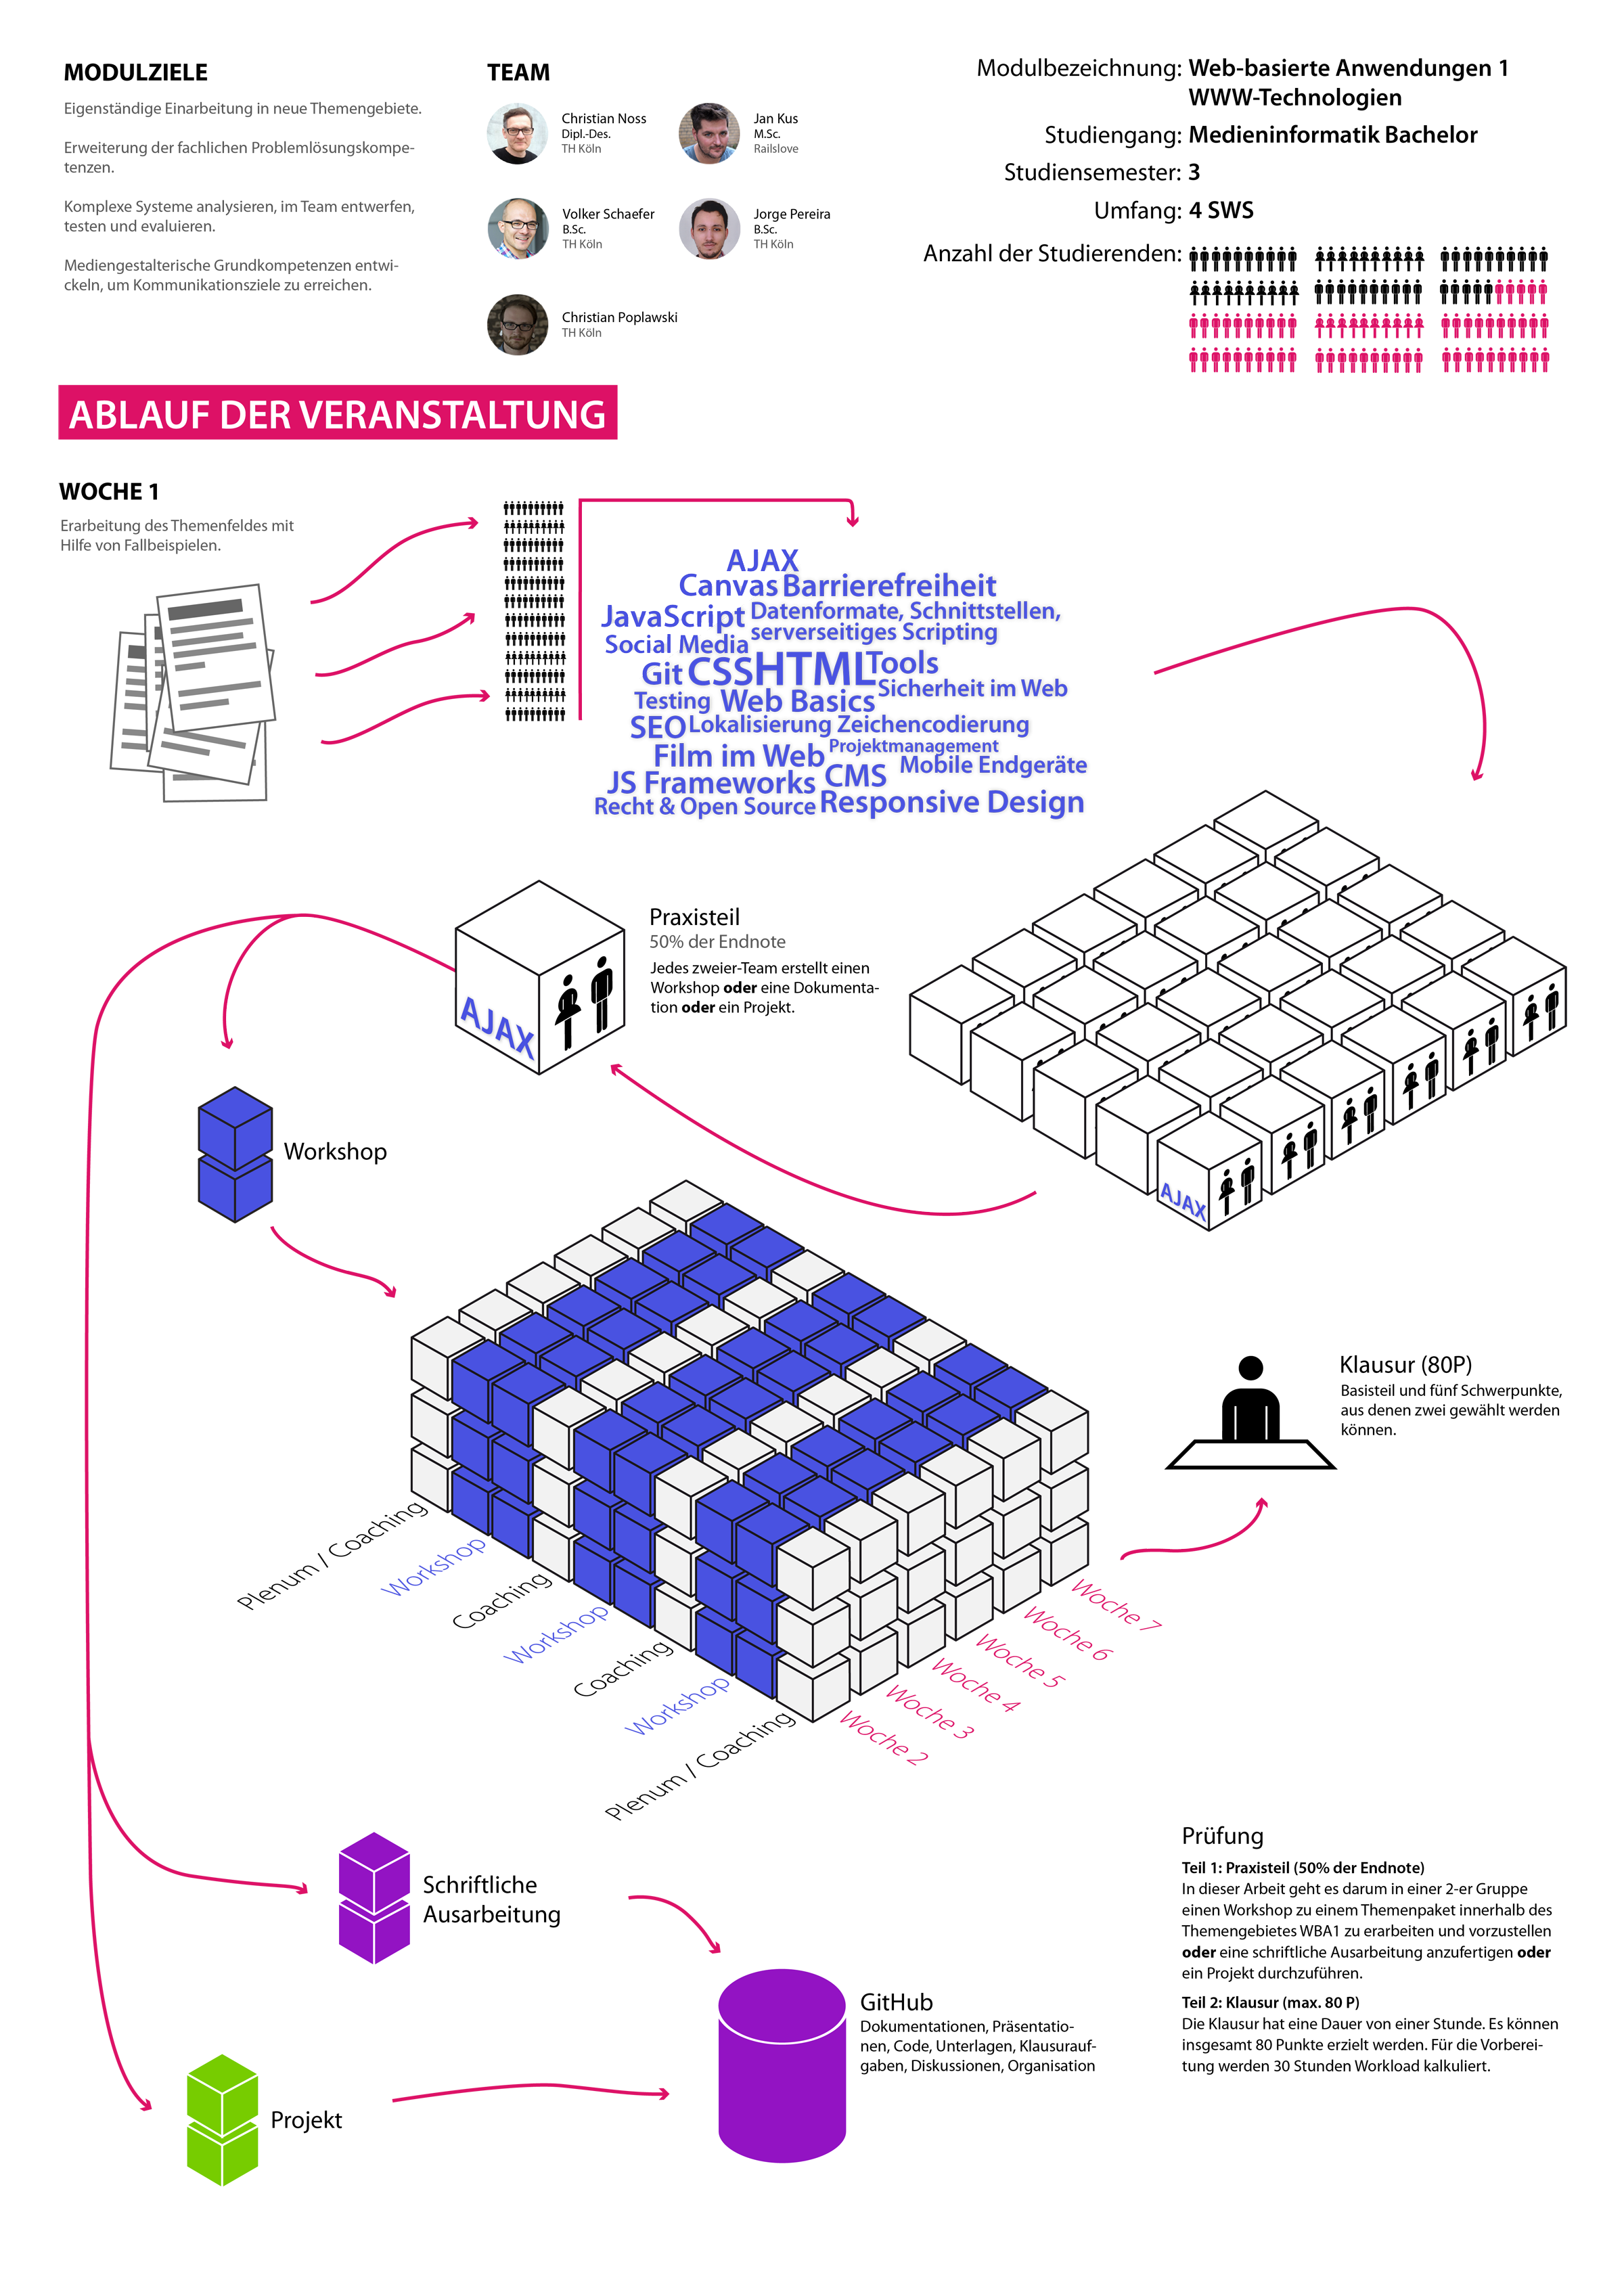 MODULZIELE
Eigenständige Einarbeitung in neue Themengebiete.
Erweiterung der fachlichen Problemlösungskompe-
tenzen.
Komplexe Systeme analysieren, im Team entwerfen,
testen und evaluieren.
Mediengestalterische Grundkompetenzen entwi-
ckeln, um Kommunikationsziele zu erreichen.
TEAM
Christian Noss
Dipl.-Des.
TH Köln
Jan Kus
M.Sc.
Railslove
Volker Schaefer
B.Sc.
TH Köln
Jorge Pereira
B.Sc.
TH Köln
Christian Poplawski
TH Köln
Modulbezeichnung: Web-basierte Anwendungen 1
WWW-Technologien
Studiengang: Medieninformatik Bachelor
Studiensemester: 3
Umfang: 4 SWS
Anzahl der Studierenden:
ABLAUF DER VERANSTALTUNG
WOCHE 1
Erarbeitung des Themenfeldes mit
Hilfe von Fallbeispielen.
AJAX
Canvas Barrierefreiheit
JavaScript Datenformate, Schnittstellen,
serverseitiges Scripting
Social Media
Git CSS HTML Tools
Sicherheit im Web
Testing Web Basics
SEO Lokalisierung Zeichencodierung
Film im Web Projektmanagement
Mobile Endgeräte
JS Frameworks CMS
Recht & Open Source Responsive Design
Praxisteil
50% der Endnote
Jedes zweier-Team erstellt einen
Workshop oder eine Dokumenta-
tion oder ein Projekt.
AJAX
AJAX
Workshop
Klausur (80P)
Basisteil und fünf Schwerpunkte,
aus denen zwei gewählt werden
können.
Plenum / Coaching
Workshop
Coaching
Workshop
Coaching
Workshop
Plenum / Coaching
Woche 7
Woche 6
Woche 5
Woche 4
Woche 3
Woche 2
Schriftliche
Ausarbeitung
Projekt
GitHub
Dokumentationen, Präsentatio-
nen, Code, Unterlagen, Klausurauf-
gaben, Diskussionen, Organisation
Prüfung
Teil 1: Praxisteil (50% der Endnote)
In dieser Arbeit geht es darum in einer 2-er Gruppe
einen Workshop zu einem Themenpaket innerhalb des
Themengebietes WBA1 zu erarbeiten und vorzustellen
oder eine schriftliche Ausarbeitung anzufertigen oder
ein Projekt durchzuführen.
Teil 2: Klausur (max. 80 P)
Die Klausur hat eine Dauer von einer Stunde. Es können
insgesamt 80 Punkte erzielt werden. Für die Vorberei-
tung werden 30 Stunden Workload kalkuliert.